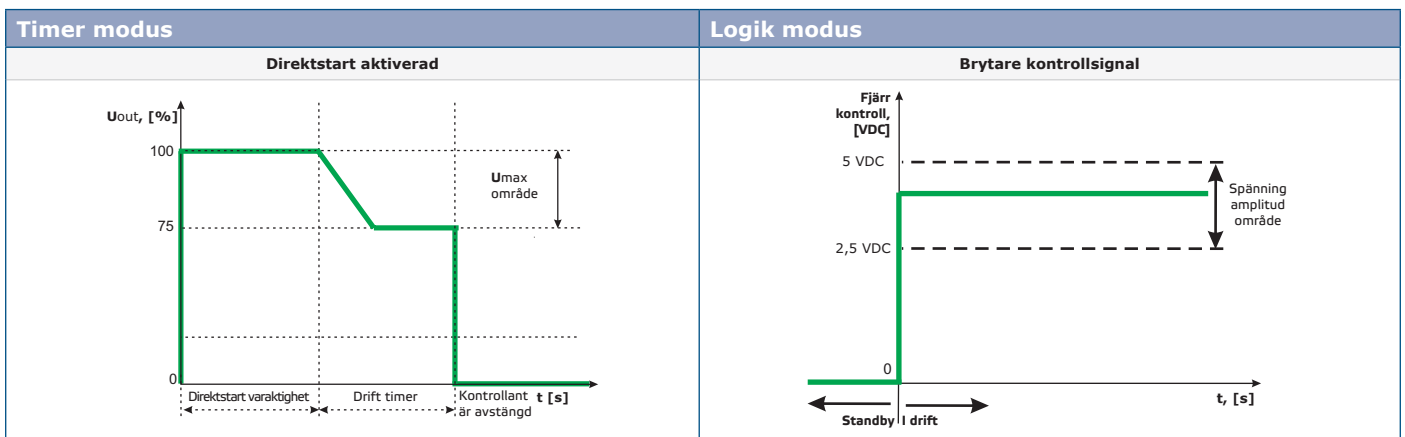 Timer modus
Direktstart aktiverad
Uout, [%]
100
Umax
område
75
0
Direktstart varaktighet
Drift timer
Kontrollant
är avstängd
t [s]
Logik modus
Brytare kontrollsignal
Fjärr
kontroll,
[VDC]
5 VDC
Spänning
amplitud
område
2,5 VDC
0
t, [s]
Standby
I drift